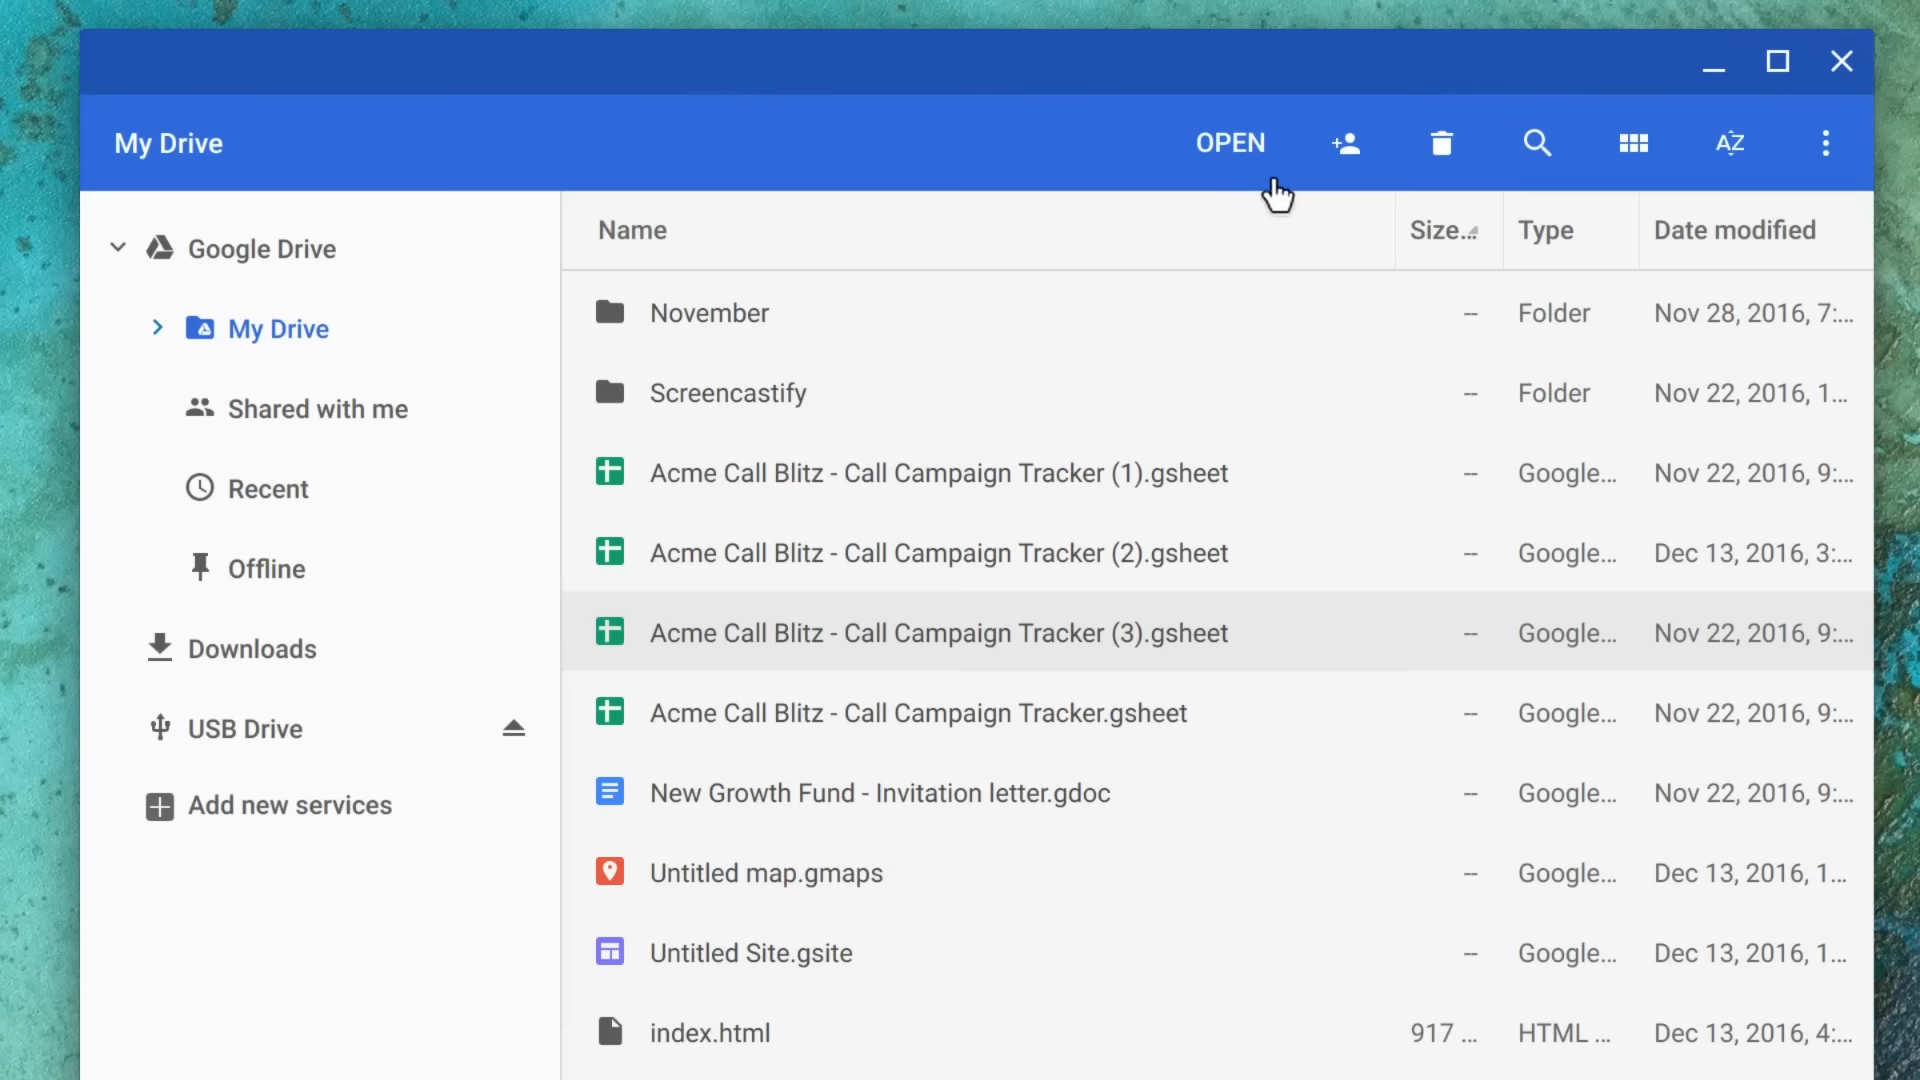 My Drive
OPEN
AZ
Google Drive
My Drive
Shared with me
Recent
Offline
Downloads
USB Drive
Add new services
Name Size... Type Date modified
November -- Folder Nov 28, 2016, 7:...
Screencastify -- Folder Nov 22, 2016, 1...
Acme Call Blitz - Call Campaign Tracker (1).gsheet -- Google... Nov 22, 2016, 9:...
Acme Call Blitz - Call Campaign Tracker (2).gsheet -- Google... Dec 13, 2016, 3:...
Acme Call Blitz - Call Campaign Tracker (3).gsheet -- Google... Nov 22, 2016, 9:...
Acme Call Blitz - Call Campaign Tracker.gsheet -- Google... Nov 22, 2016, 9:...
New Growth Fund - Invitation letter.gdoc -- Google... Nov 22, 2016, 9:...
Untitled map.gmaps -- Google... Dec 13, 2016, 1...
Untitled Site.gsite -- Google... Dec 13, 2016, 1...
index.html 917 ... HTML ... Dec 13, 2016, 4:...